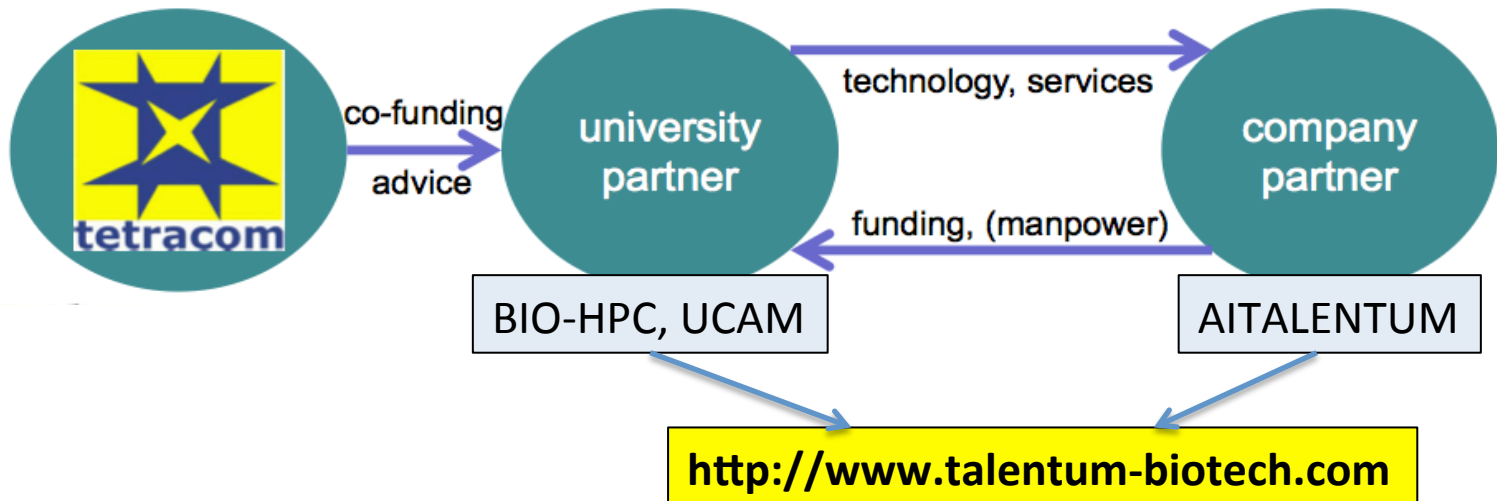 tetracom
co-funding
advice
university
partner
technology, services
funding, (manpower)
company
partner
BIO-HPC, UCAM
AITALENTUM
http://www.talentum-biotech.com